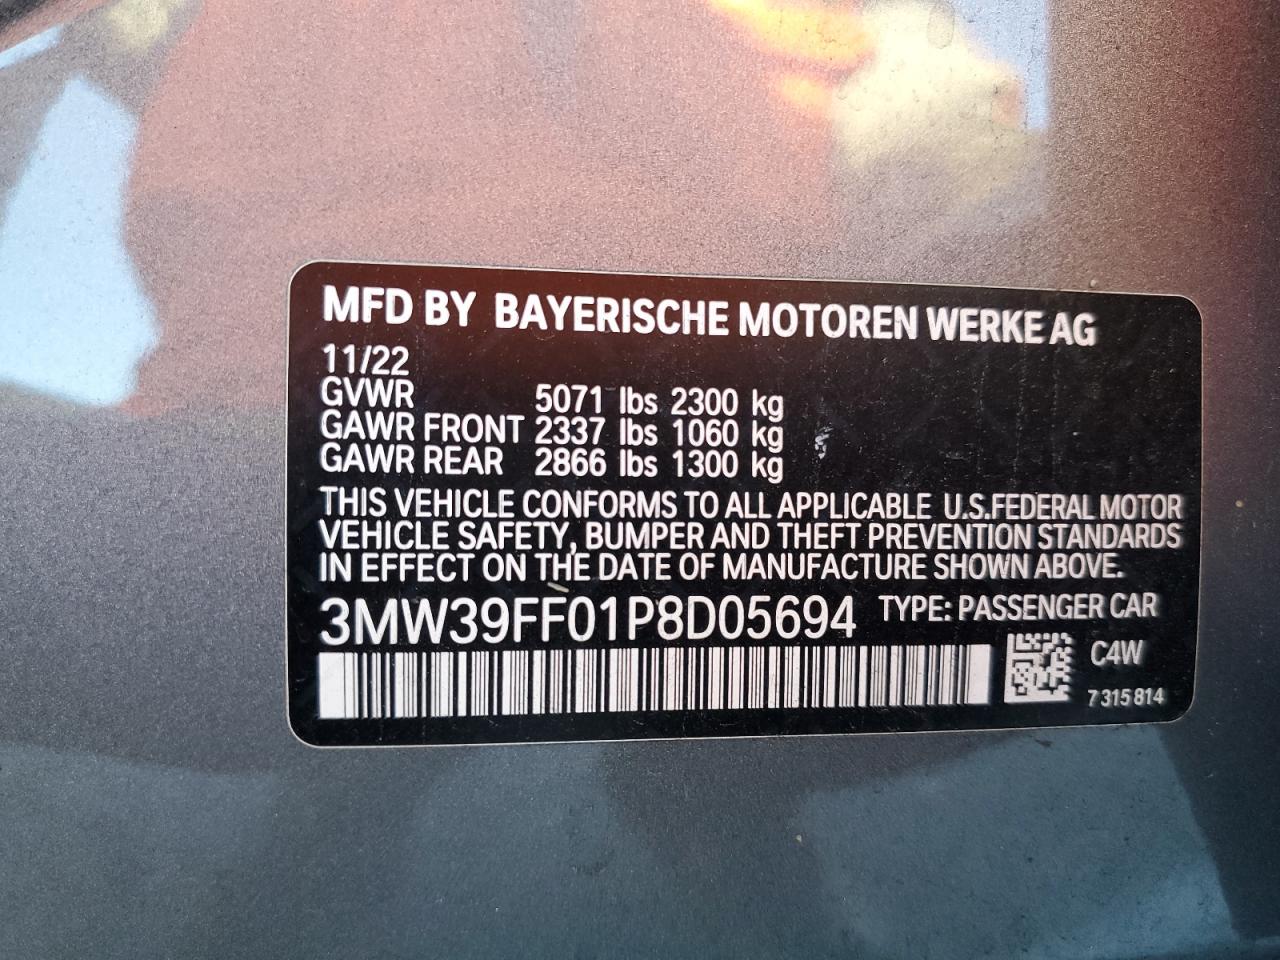 MFD BY BAYERISCHE MOTOREN WERKE AG
11/22
GVWR 5071 lbs 2300 kg
GAWR FRONT 2337 lbs 1060 kg
GAWR REAR 2866 lbs 1300 kg
THIS VEHICLE CONFORMS TO ALL APPLICABLE U.S.FEDERAL MOTOR
VEHICLE SAFETY, BUMPER AND THEFT PREVENTION STANDARDS
IN EFFECT ON THE DATE OF MANUFACTURE SHOWN ABOVE.
3MW39FF01P8D05694 TYPE: PASSENGER CAR
C4W
7 315 814